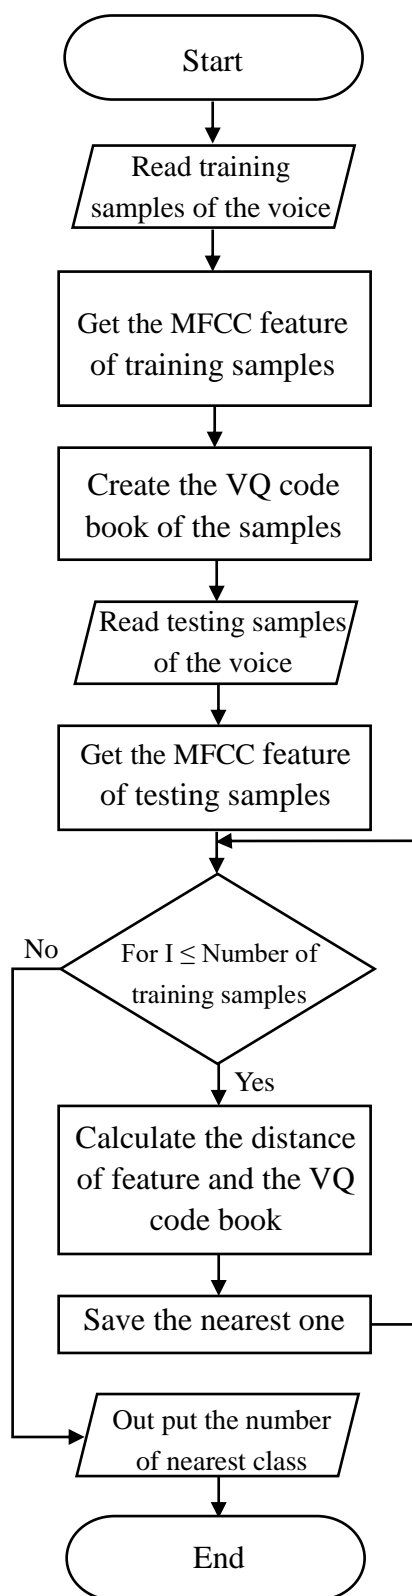 Start
Read training
samples of the voice
Get the MFCC feature
of training samples
Create the VQ code
book of the samples
Read testing samples
of the voice
Get the MFCC feature
of testing samples
No
For I ≤ Number of
training samples
Yes
Calculate the distance
of feature and the VQ
code book
Save the nearest one
Out put the number
of nearest class
End